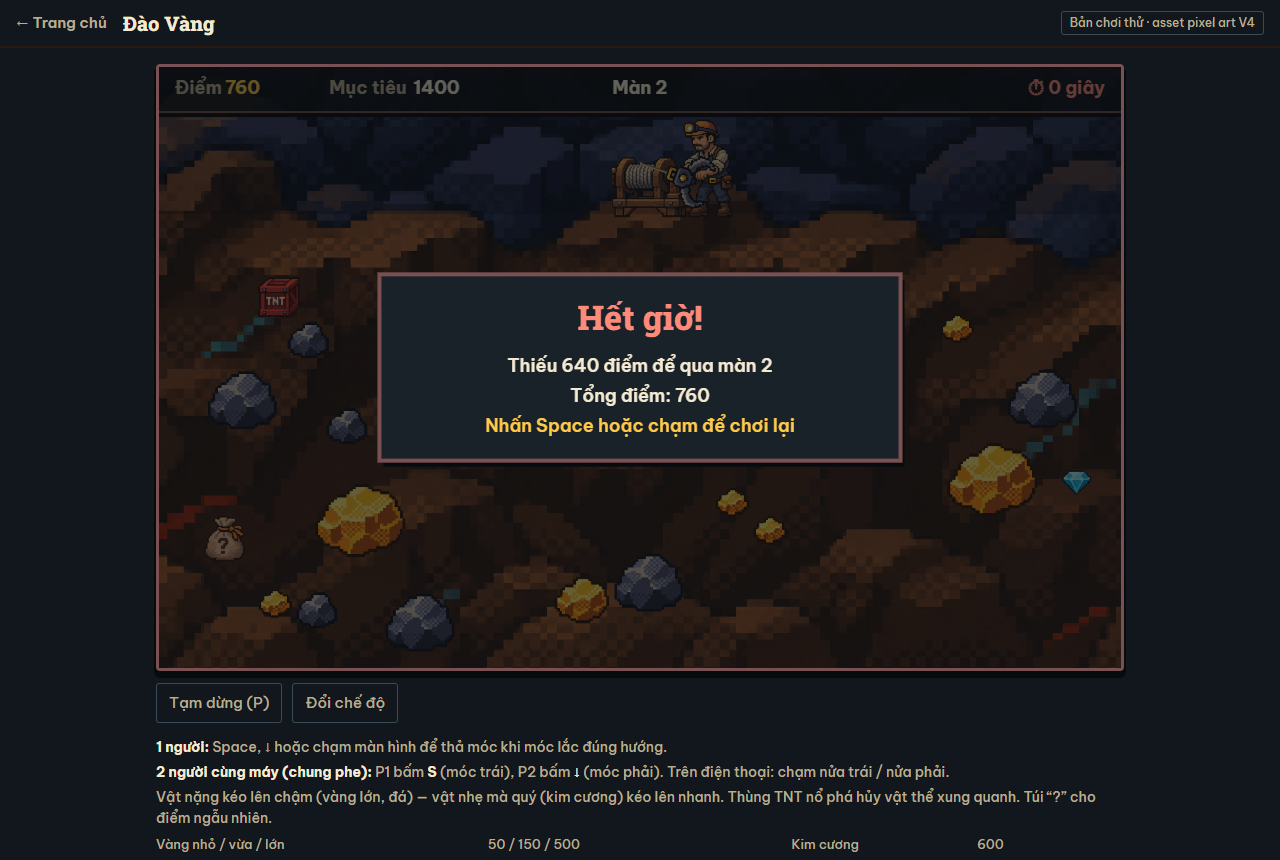 ← Trang chủ Đào Vàng Bản chơi thử · asset pixel art V4
Điểm 760 Mục tiêu 1400 Màn 2 ⏱ 0 giây
TNT
Hết giờ!
Thiếu 640 điểm để qua màn 2
Tổng điểm: 760
Nhấn Space hoặc chạm để chơi lại
?
Tạm dừng (P) Đổi chế độ
1 người: Space, ↓ hoặc chạm màn hình để thả móc khi móc lắc đúng hướng.
2 người cùng máy (chung phe): P1 bấm S (móc trái), P2 bấm ↓ (móc phải). Trên điện thoại: chạm nửa trái / nửa phải.
Vật nặng kéo lên chậm (vàng lớn, đá) — vật nhẹ mà quý (kim cương) kéo lên nhanh. Thùng TNT nổ phá hủy vật thể xung quanh. Túi “?” cho
điểm ngẫu nhiên.
Vàng nhỏ / vừa / lớn 50 / 150 / 500 Kim cương 600